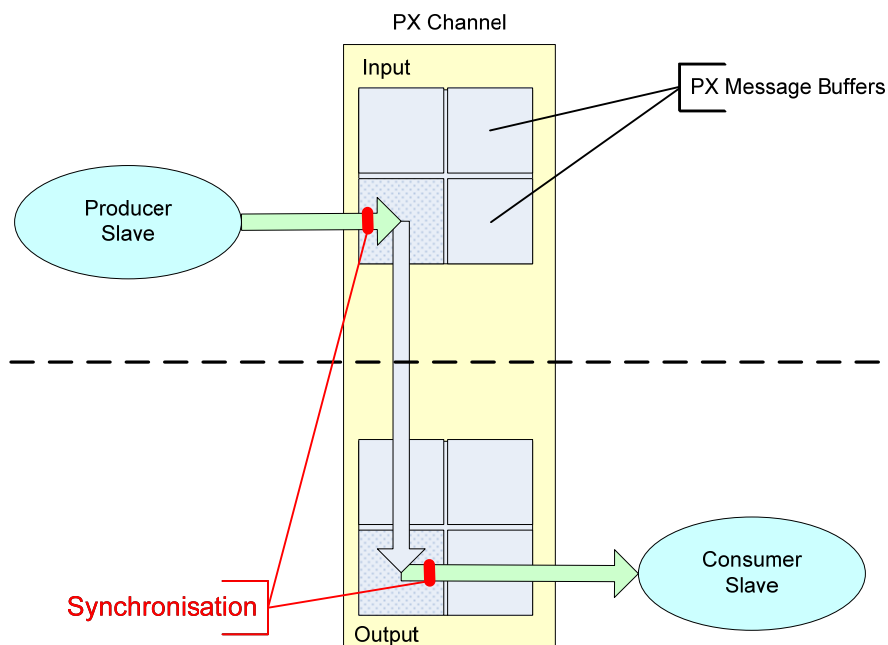 PX Channel
Input
PX Message Buffers
Producer
Slave
Consumer
Slave
Synchronisation
Output